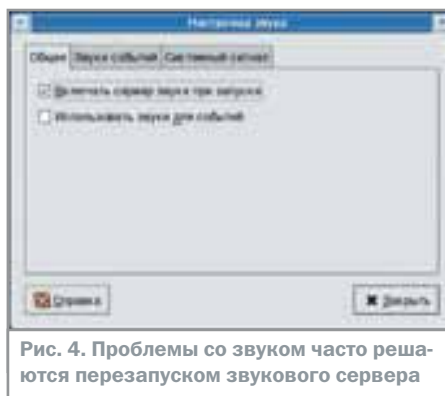 Настройка звука
Общие Звуки событий Системный сигнал
Включать сервер звука при запуске
Использовать звуки для событий
Справка Закрыть
Рис. 4. Проблемы со звуком часто реша-
ются перезапуском звукового сервера